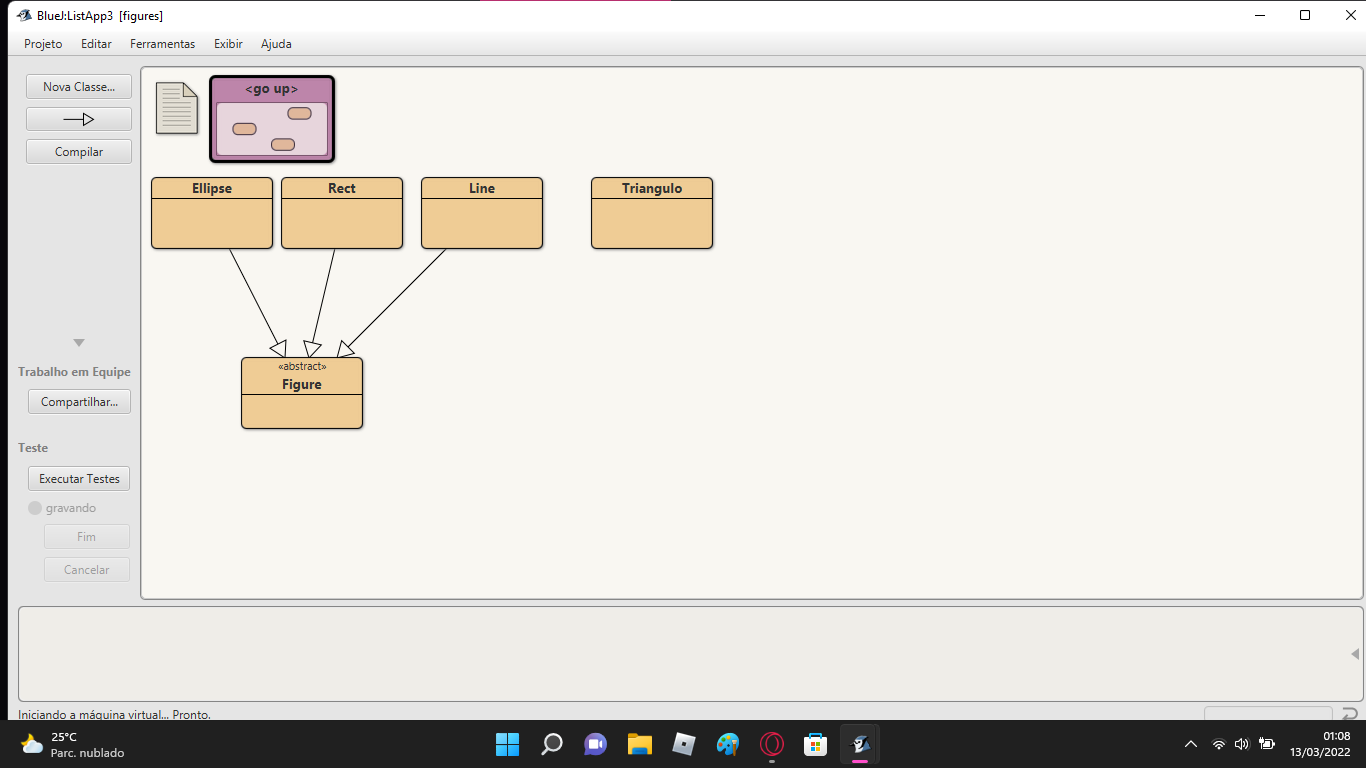 BlueJ:ListApp3 [figures]
Projeto Editar Ferramentas Exibir Ajuda
Nova Classe...
Compilar
<go up>
Ellipse
Rect
Line
Triangulo
«abstract»
Figure
Trabalho em Equipe
Compartilhar...
Teste
Executar Testes
gravando
Fim
Cancelar
Iniciando a máquina virtual... Pronto.
25°C
Parc. nublado
01:08
13/03/2022